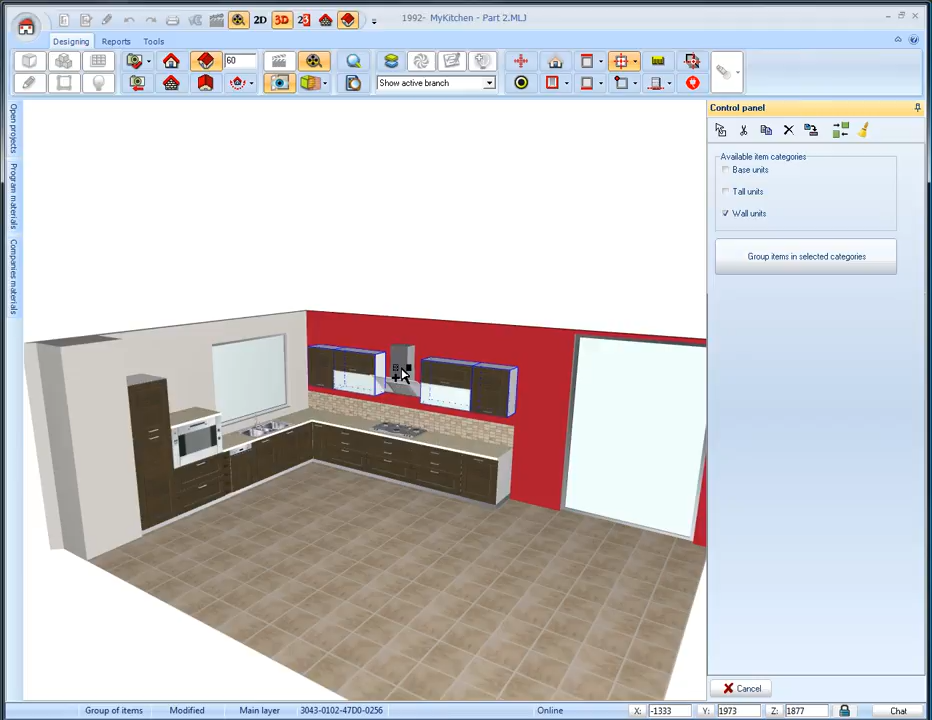 2D
3D
1992- MyKitchen - Part 2.MLJ
Designing
Reports
Tools
60
Show active branch
Open projects
Program materials
Companies materials
Control panel
Available item categories
Base units
Tall units
Wall units
Group items in selected categories
Cancel
Group of items
Modified
Main layer
3043-0102-47D0-0256
Online
X: -1333
Y: 1973
Z: 1877
Chat